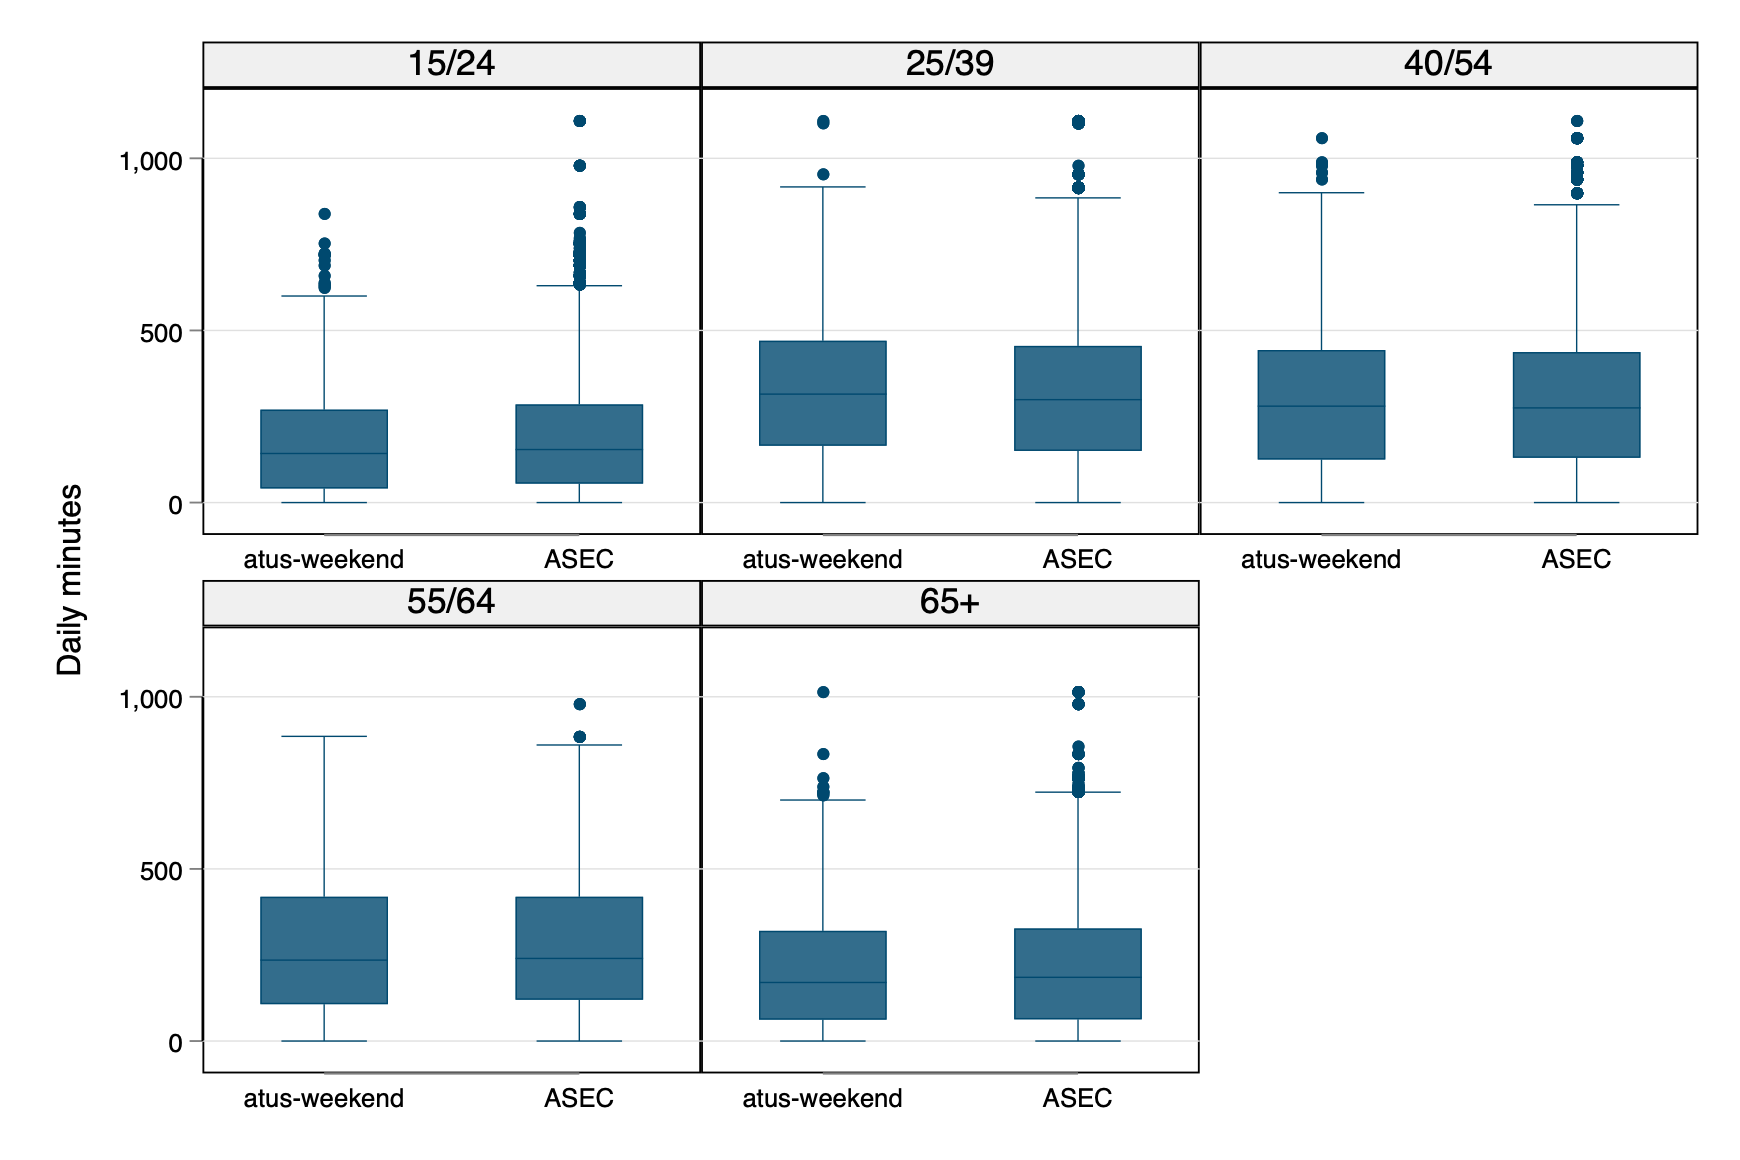 15/24 25/39 40/54
1,000
500
0
atus-weekend ASEC atus-weekend ASEC atus-weekend ASEC
Daily minutes
55/64 65+
1,000
500
0
atus-weekend ASEC atus-weekend ASEC